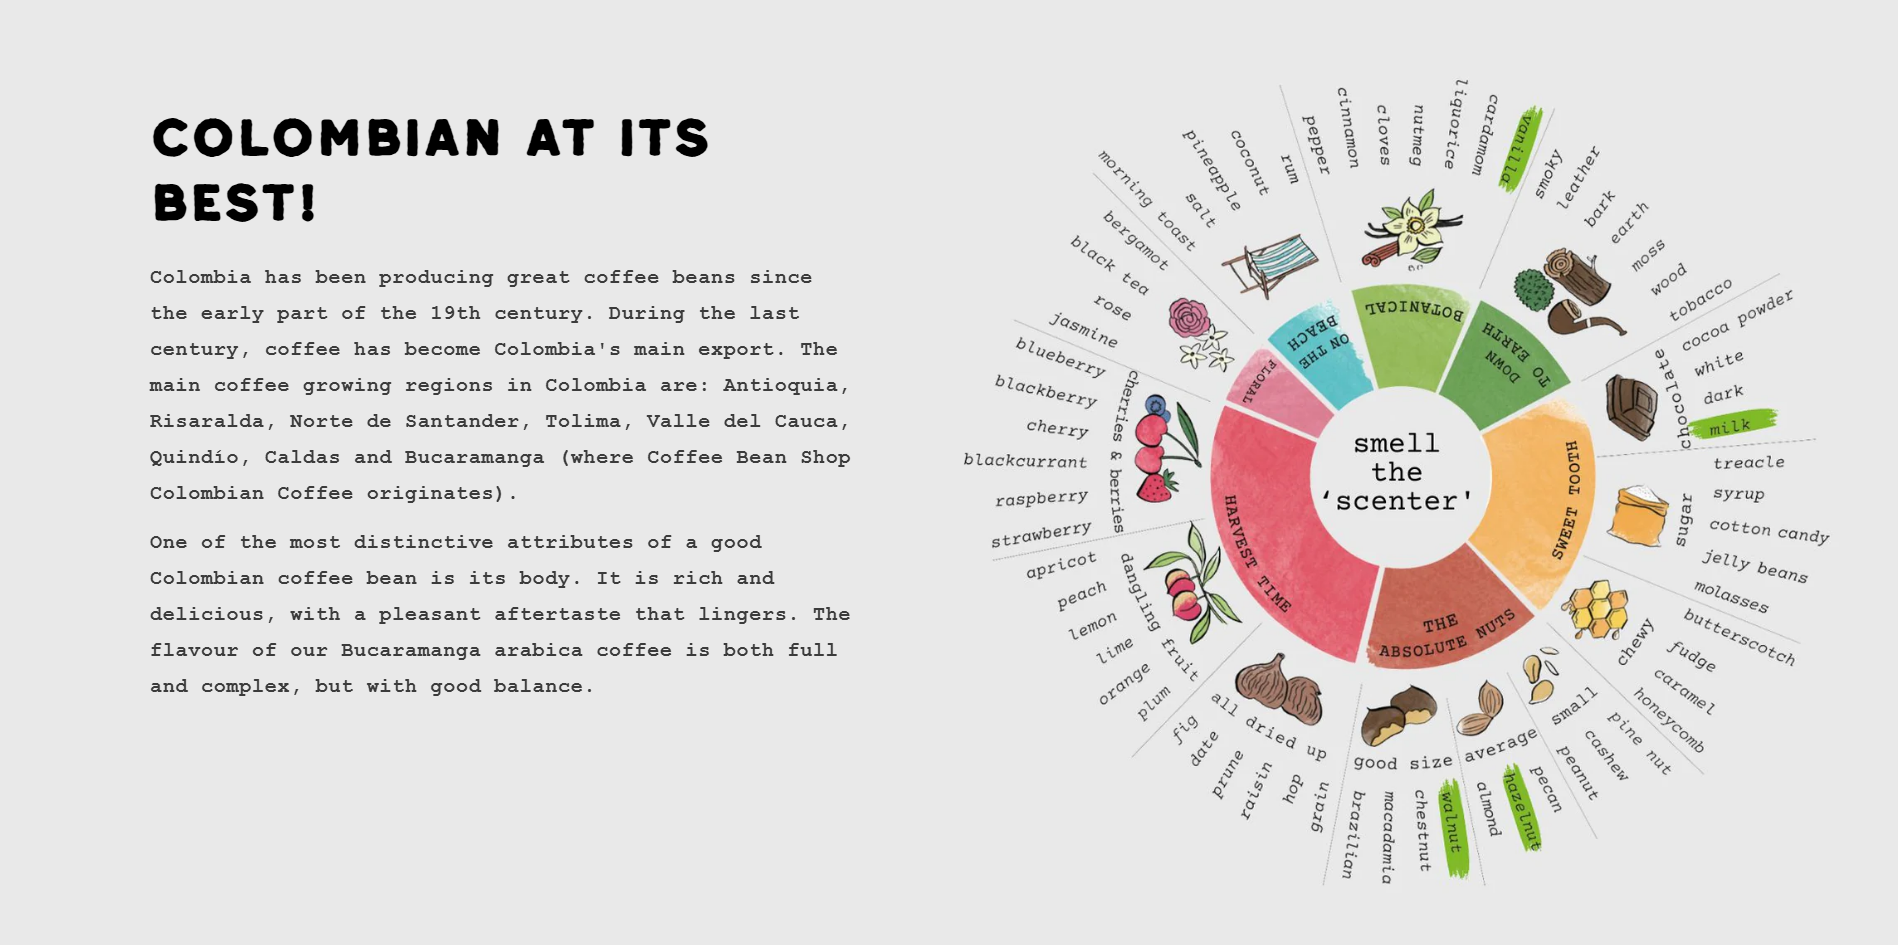 COLOMBIAN AT ITS
BEST!
Colombia has been producing great coffee beans since
the early part of the 19th century. During the last
century, coffee has become Colombia's main export. The
main coffee growing regions in Colombia are: Antioquia,
Risaralda, Norte de Santander, Tolima, Valle del Cauca,
Quindío, Caldas and Bucaramanga (where Coffee Bean Shop
Colombian Coffee originates).
One of the most distinctive attributes of a good
Colombian coffee bean is its body. It is rich and
delicious, with a pleasant aftertaste that lingers. The
flavour of our Bucaramanga arabica coffee is both full
and complex, but with good balance.
smell
the
‘scenter'
BOTANICAL
pepper
cinnamon
cloves
nutmeg
liquorice
cardamom
vanilla
DOWN
TO
EARTH
smoky
leather
bark
earth
moss
wood
tobacco
SWEET TOOTH
chocolate
cocoa powder
white
dark
milk
sugar
treacle
syrup
cotton candy
jelly beans
molasses
chewy
butterscotch
fudge
caramel
honeycomb
THE
ABSOLUTE NUTS
small
pine nut
cashew
peanut
average
pecan
hazelnut
almond
good size
walnut
chestnut
macadamia
brazilian
HARVEST TIME
all dried up
grain
hop
raisin
prune
date
fig
dangling fruit
plum
orange
lime
lemon
peach
apricot
cherries & berries
strawberry
raspberry
blackcurrant
cherry
blackberry
blueberry
FLORAL
jasmine
rose
black tea
bergamot
ON THE
BEACH
morning toast
salt
pineapple
coconut
rum